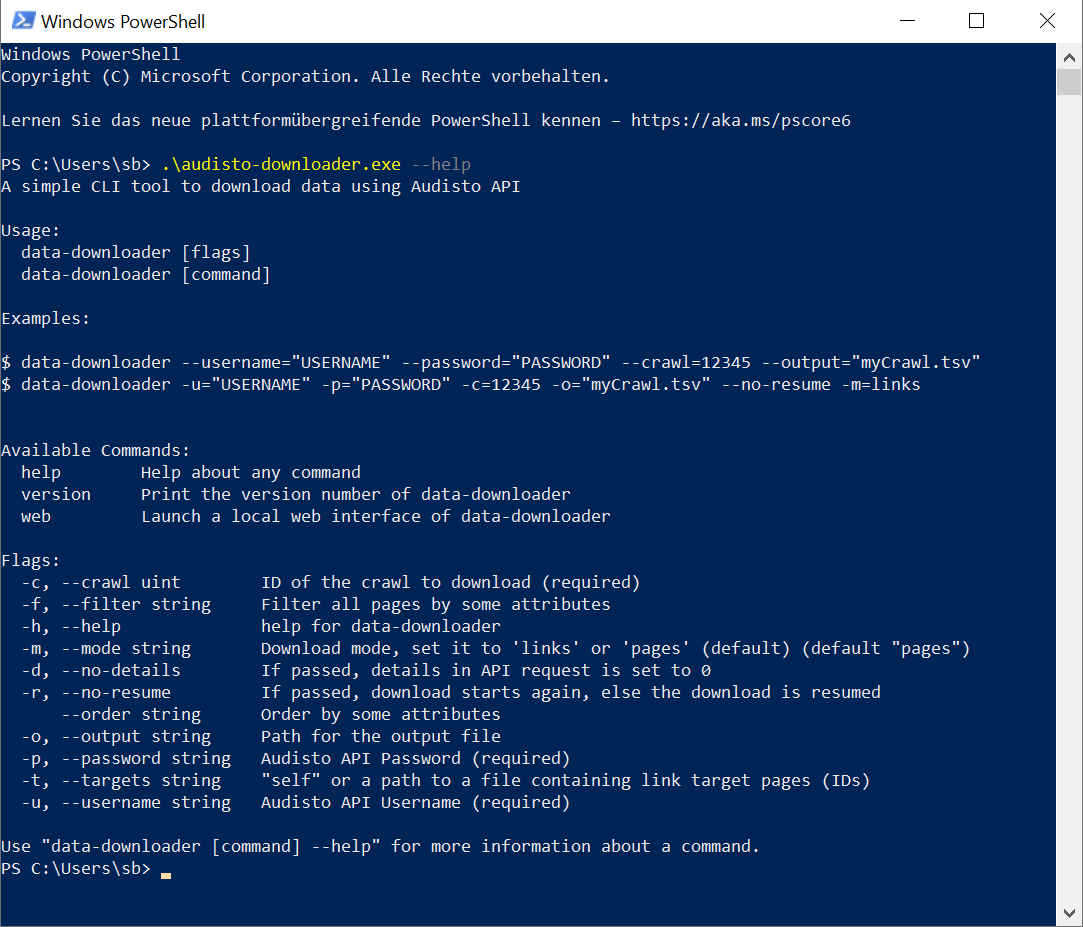 Windows PowerShell
Windows PowerShell
Copyright (C) Microsoft Corporation. Alle Rechte vorbehalten.
Lernen Sie das neue plattformübergreifende PowerShell kennen – https://aka.ms/pscore6
PS C:\Users\sb> .\audisto-downloader.exe --help
A simple CLI tool to download data using Audisto API
Usage:
  data-downloader [flags]
  data-downloader [command]
Examples:
$ data-downloader --username="USERNAME" --password="PASSWORD" --crawl=12345 --output="myCrawl.tsv"
$ data-downloader -u="USERNAME" -p="PASSWORD" -c=12345 -o="myCrawl.tsv" --no-resume -m=links
Available Commands:
  help        Help about any command
  version     Print the version number of data-downloader
  web         Launch a local web interface of data-downloader
Flags:
  -c, --crawl uint        ID of the crawl to download (required)
  -f, --filter string     Filter all pages by some attributes
  -h, --help              help for data-downloader
  -m, --mode string       Download mode, set it to 'links' or 'pages' (default) (default "pages")
  -d, --no-details        If passed, details in API request is set to 0
  -r, --no-resume         If passed, download starts again, else the download is resumed
      --order string      Order by some attributes
  -o, --output string     Path for the output file
  -p, --password string   Audisto API Password (required)
  -t, --targets string    "self" or a path to a file containing link target pages (IDs)
  -u, --username string   Audisto API Username (required)
Use "data-downloader [command] --help" for more information about a command.
PS C:\Users\sb>